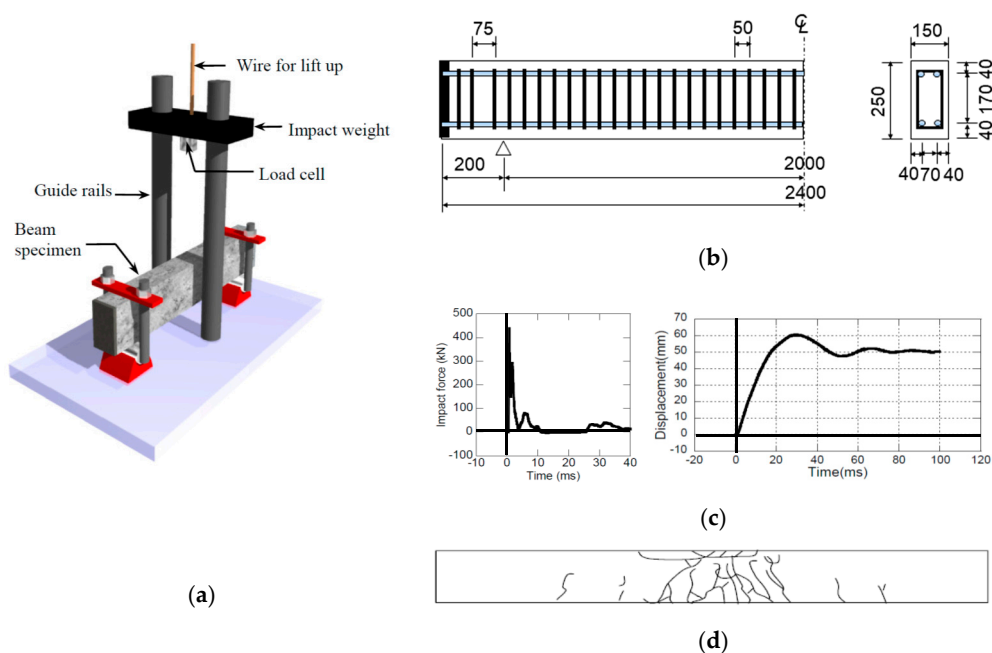 Wire for lift up
Impact weight
Load cell
Guide rails
Beam
specimen
(a)
75
50
℄
200
2000
2400
150
250
40
170
40
40 70 40
(b)
500
400
300
200
100
0
-100
Impact force (kN)
-10 0 10 20 30 40
Time (ms)
70
60
50
40
30
20
10
0
-10
Displacement(mm)
-20 0 20 40 60 80 100 120
Time(ms)
(c)
(d)